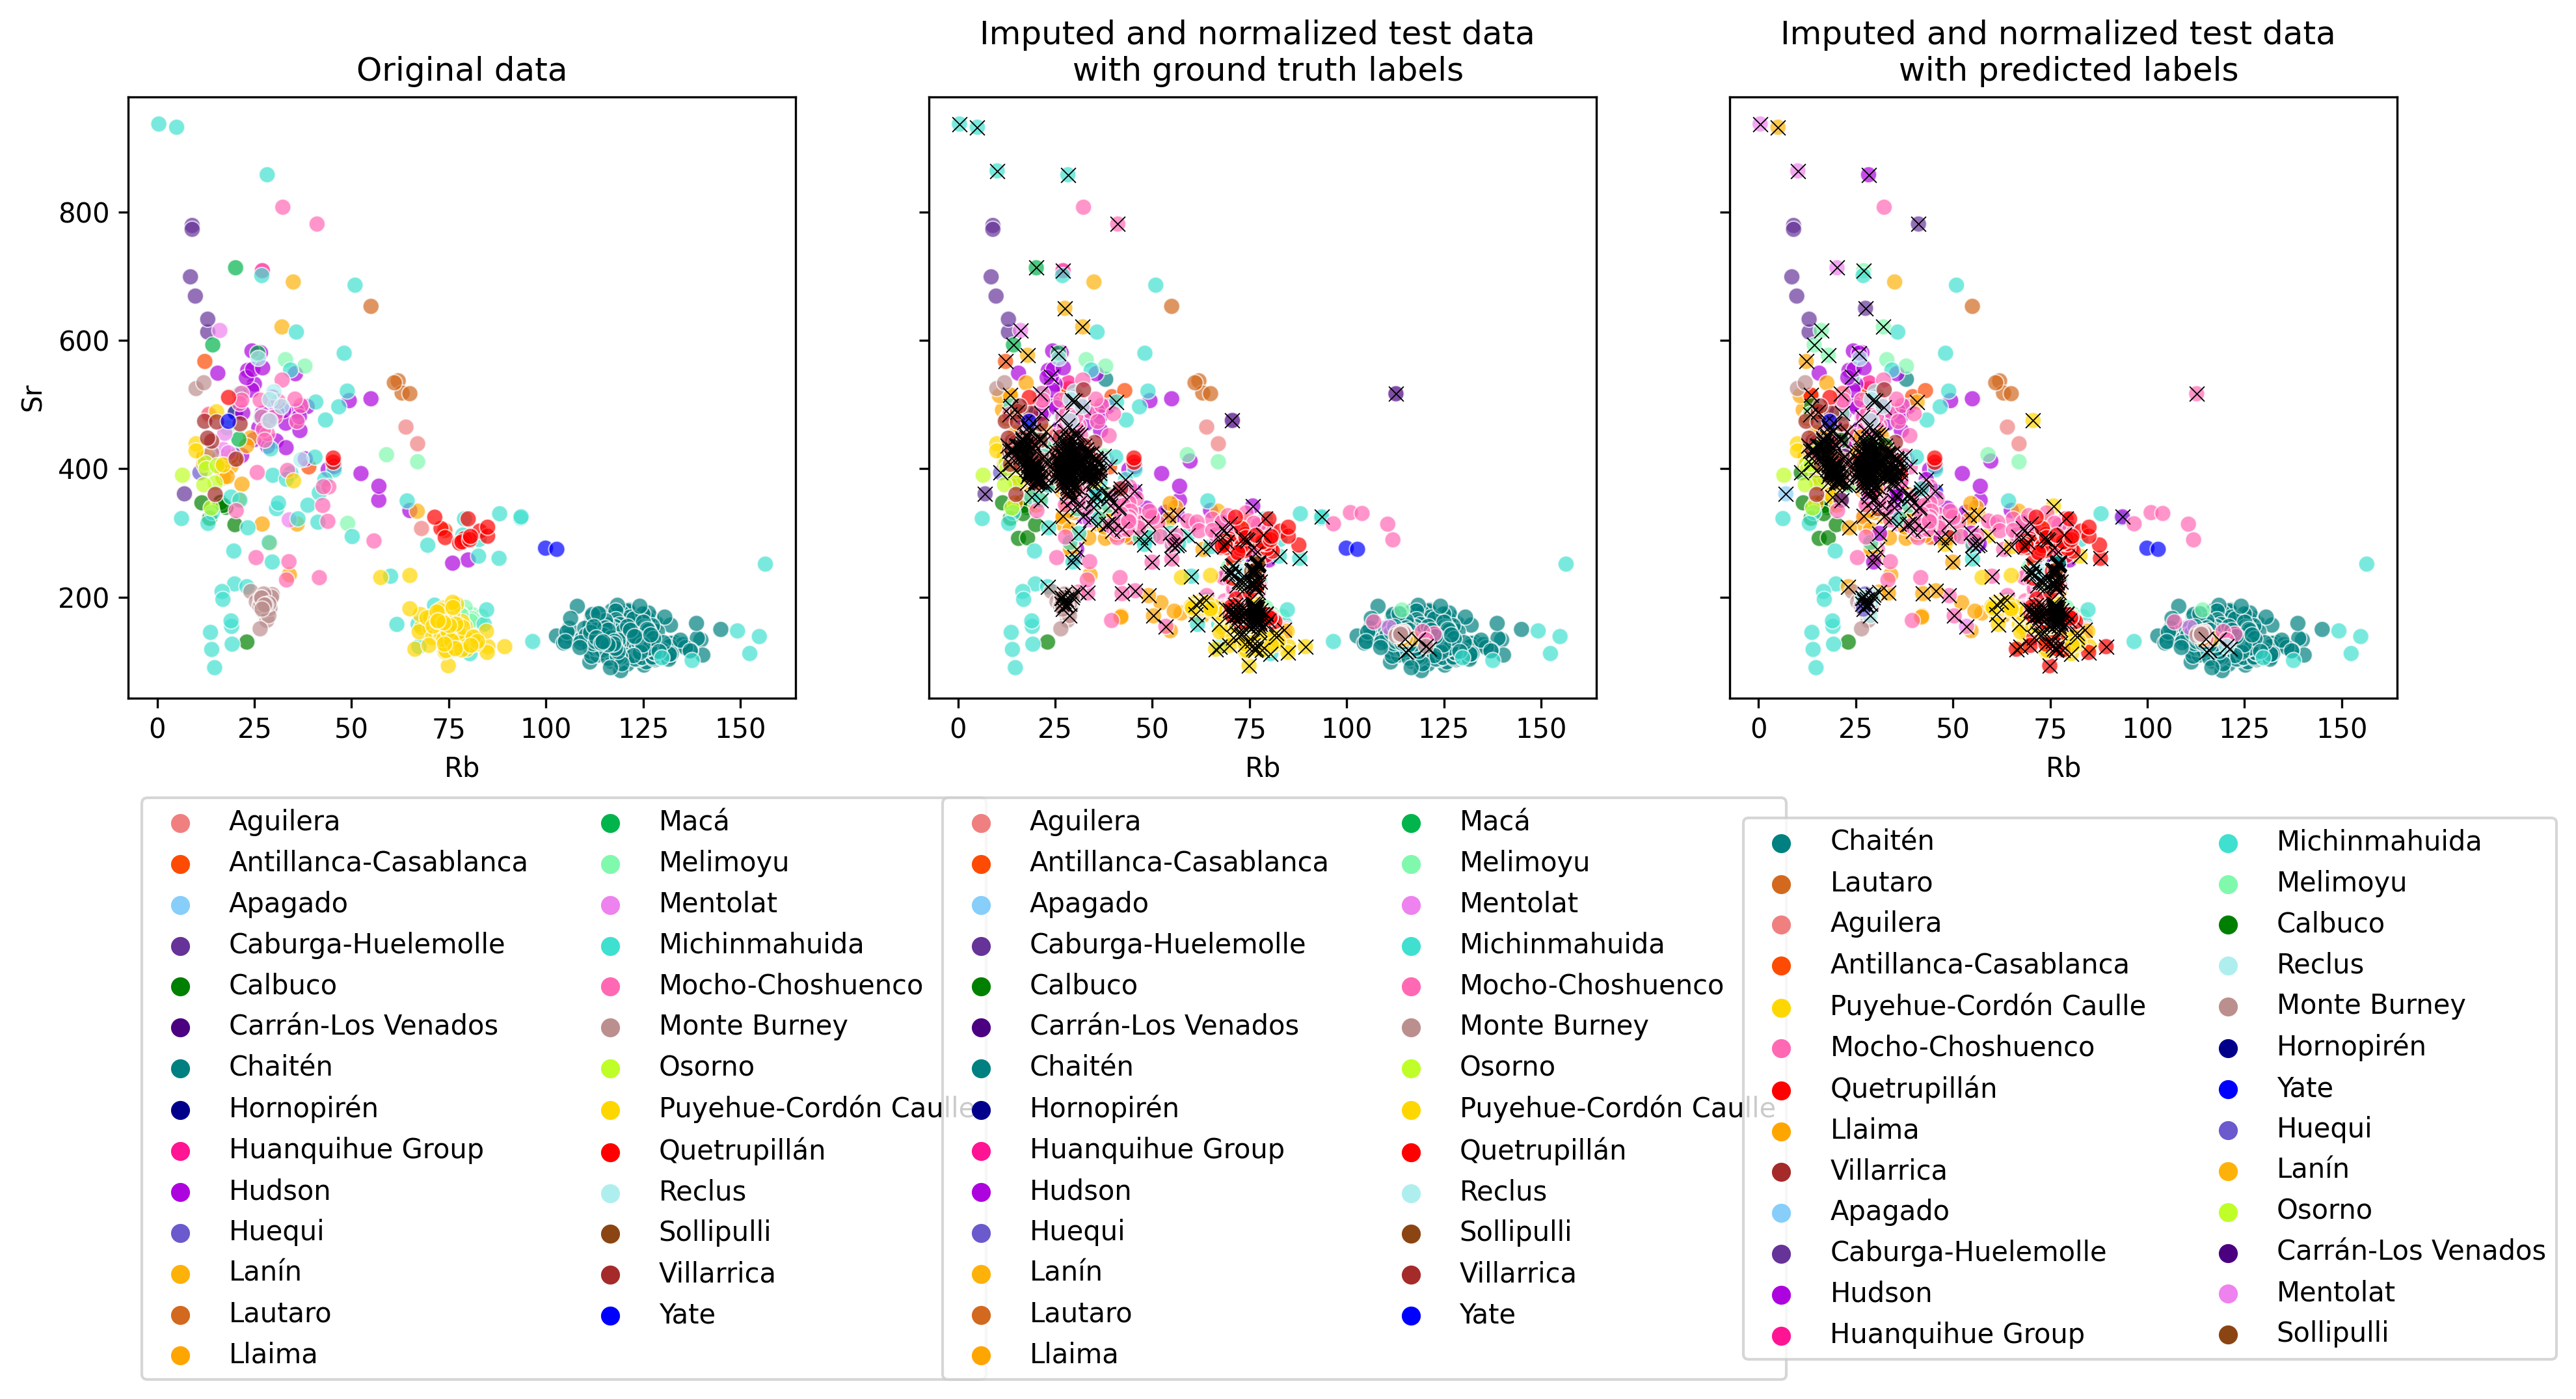 Original data
Imputed and normalized test data
with ground truth labels
Imputed and normalized test data
with predicted labels
Sr
800
600
400
200
0 25 50 75 100 125 150
Rb
0 25 50 75 100 125 150
Rb
0 25 50 75 100 125 150
Rb
Aguilera
Antillanca-Casablanca
Apagado
Caburga-Huelemolle
Calbuco
Carrán-Los Venados
Chaitén
Hornopirén
Huanquihue Group
Hudson
Huequi
Lanín
Lautaro
Llaima
Macá
Melimoyu
Mentolat
Michinmahuida
Mocho-Choshuenco
Monte Burney
Osorno
Puyehue-Cordón Caulle
Quetrupillán
Reclus
Sollipulli
Villarrica
Yate
Aguilera
Antillanca-Casablanca
Apagado
Caburga-Huelemolle
Calbuco
Carrán-Los Venados
Chaitén
Hornopirén
Huanquihue Group
Hudson
Huequi
Lanín
Lautaro
Llaima
Macá
Melimoyu
Mentolat
Michinmahuida
Mocho-Choshuenco
Monte Burney
Osorno
Puyehue-Cordón Caulle
Quetrupillán
Reclus
Sollipulli
Villarrica
Yate
Chaitén
Lautaro
Aguilera
Antillanca-Casablanca
Puyehue-Cordón Caulle
Mocho-Choshuenco
Quetrupillán
Llaima
Villarrica
Apagado
Caburga-Huelemolle
Hudson
Huanquihue Group
Michinmahuida
Melimoyu
Calbuco
Reclus
Monte Burney
Hornopirén
Yate
Huequi
Lanín
Osorno
Carrán-Los Venados
Mentolat
Sollipulli